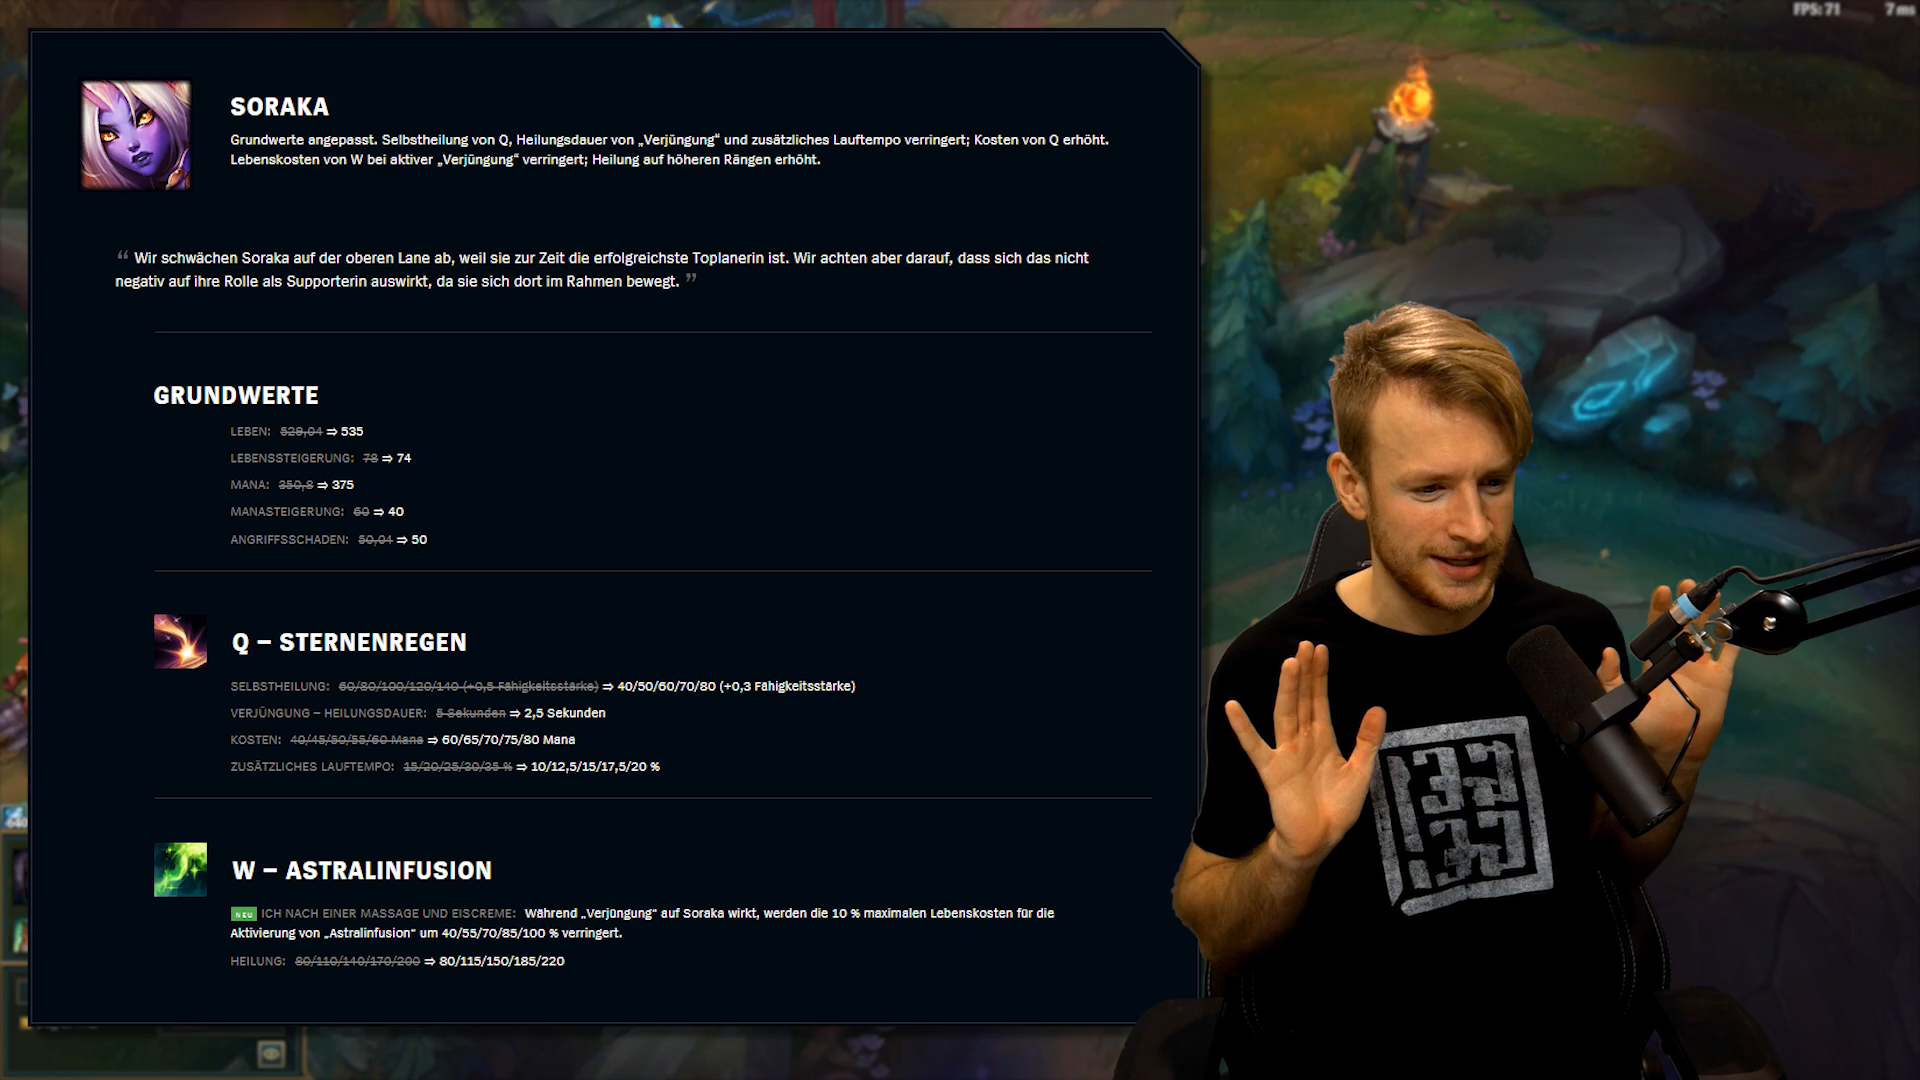 FPS: 71 7 ms
SORAKA
Grundwerte angepasst. Selbstheilung von Q, Heilungsdauer von „Verjüngung“ und zusätzliches Lauftempo verringert; Kosten von Q erhöht.
Lebenskosten von W bei aktiver „Verjüngung“ verringert; Heilung auf höheren Rängen erhöht.
“ Wir schwächen Soraka auf der oberen Lane ab, weil sie zur Zeit die erfolgreichste Toplanerin ist. Wir achten aber darauf, dass sich das nicht
negativ auf ihre Rolle als Supporterin auswirkt, da sie sich dort im Rahmen bewegt. ”
GRUNDWERTE
LEBEN: 529,04 ⇒ 535
LEBENSSTEIGERUNG: 78 ⇒ 74
MANA: 350,8 ⇒ 375
MANASTEIGERUNG: 60 ⇒ 40
ANGRIFFSSCHADEN: 50,04 ⇒ 50
Q – STERNENREGEN
SELBSTHEILUNG: 60/80/100/120/140 (+0,5 Fähigkeitsstärke) ⇒ 40/50/60/70/80 (+0,3 Fähigkeitsstärke)
VERJÜNGUNG – HEILUNGSDAUER: 5 Sekunden ⇒ 2,5 Sekunden
KOSTEN: 40/45/50/55/60 Mana ⇒ 60/65/70/75/80 Mana
ZUSÄTZLICHES LAUFTEMPO: 15/20/25/30/35 % ⇒ 10/12,5/15/17,5/20 %
W – ASTRALINFUSION
NEU ICH NACH EINER MASSAGE UND EISCREME: Während „Verjüngung“ auf Soraka wirkt, werden die 10 % maximalen Lebenskosten für die
Aktivierung von „Astralinfusion“ um 40/55/70/85/100 % verringert.
HEILUNG: 80/110/140/170/200 ⇒ 80/115/150/185/220